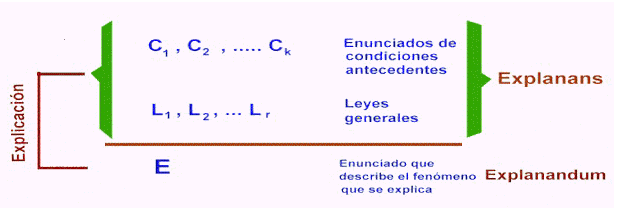 Explicación
C1 , C2 , ..... Ck
Enunciados de
condiciones
antecedentes
Explanans
L1 , L2 , ... Lr
Leyes
generales
E
Enunciado que
describe el fenómeno
que se explica
Explanandum